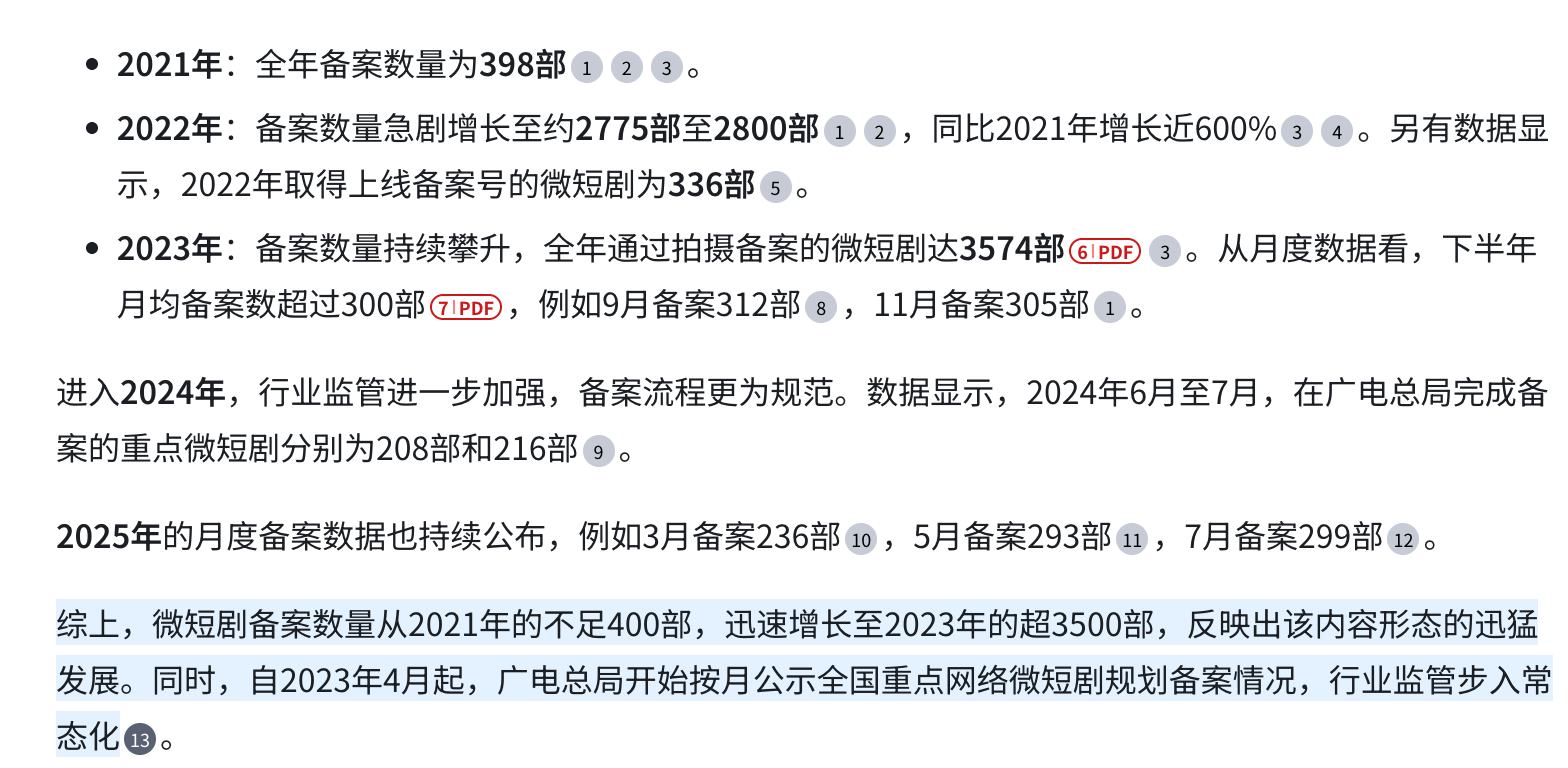 • 2021年：全年备案数量为398部 1 2 3 。
• 2022年：备案数量急剧增长至约2775部至2800部 1 2 ，同比2021年增长近600% 3 4 。另有数据显
示，2022年取得上线备案号的微短剧为336部 5 。
• 2023年：备案数量持续攀升，全年通过拍摄备案的微短剧达3574部 6|PDF 3 。从月度数据看，下半年
月均备案数超过300部 7|PDF ，例如9月备案312部 8 ，11月备案305部 1 。
进入2024年，行业监管进一步加强，备案流程更为规范。数据显示，2024年6月至7月，在广电总局完成备
案的重点微短剧分别为208部和216部 9 。
2025年的月度备案数据也持续公布，例如3月备案236部 10 ，5月备案293部 11 ，7月备案299部 12 。
综上，微短剧备案数量从2021年的不足400部，迅速增长至2023年的超3500部，反映出该内容形态的迅猛
发展。同时，自2023年4月起，广电总局开始按月公示全国重点网络微短剧规划备案情况，行业监管步入常
态化 13 。